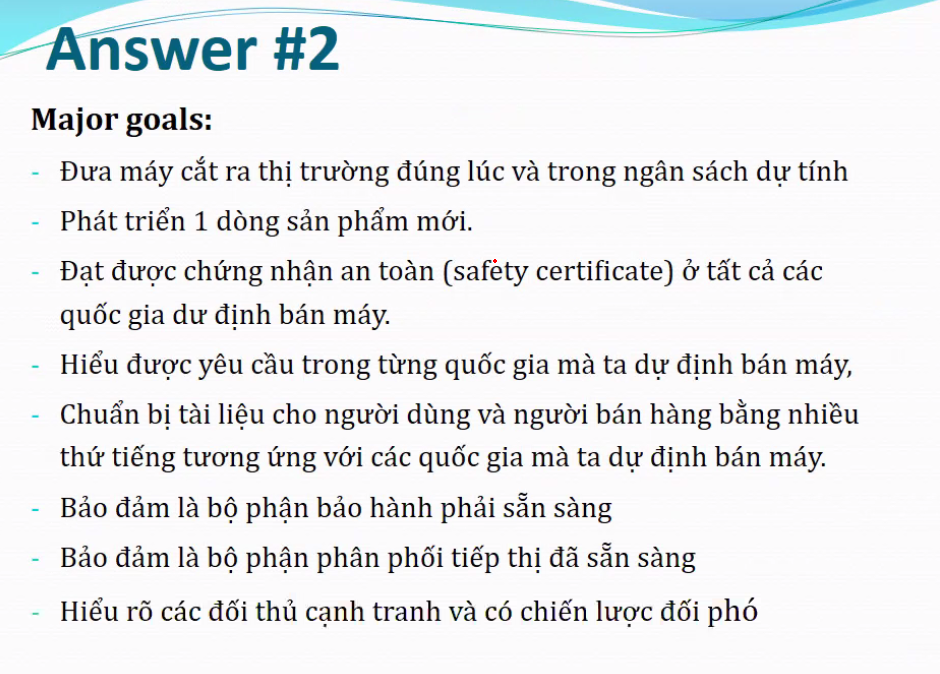 Answer #2
Major goals:
- Đưa máy cắt ra thị trường đúng lúc và trong ngân sách dự tính
- Phát triển 1 dòng sản phẩm mới.
- Đạt được chứng nhận an toàn (safety certificate) ở tất cả các
quốc gia dư định bán máy.
- Hiểu được yêu cầu trong từng quốc gia mà ta dự định bán máy,
- Chuẩn bị tài liệu cho người dùng và người bán hàng bằng nhiều
thứ tiếng tương ứng với các quốc gia mà ta dự định bán máy.
- Bảo đảm là bộ phận bảo hành phải sẵn sàng
- Bảo đảm là bộ phận phân phối tiếp thị đã sẵn sàng
- Hiểu rõ các đối thủ cạnh tranh và có chiến lược đối phó